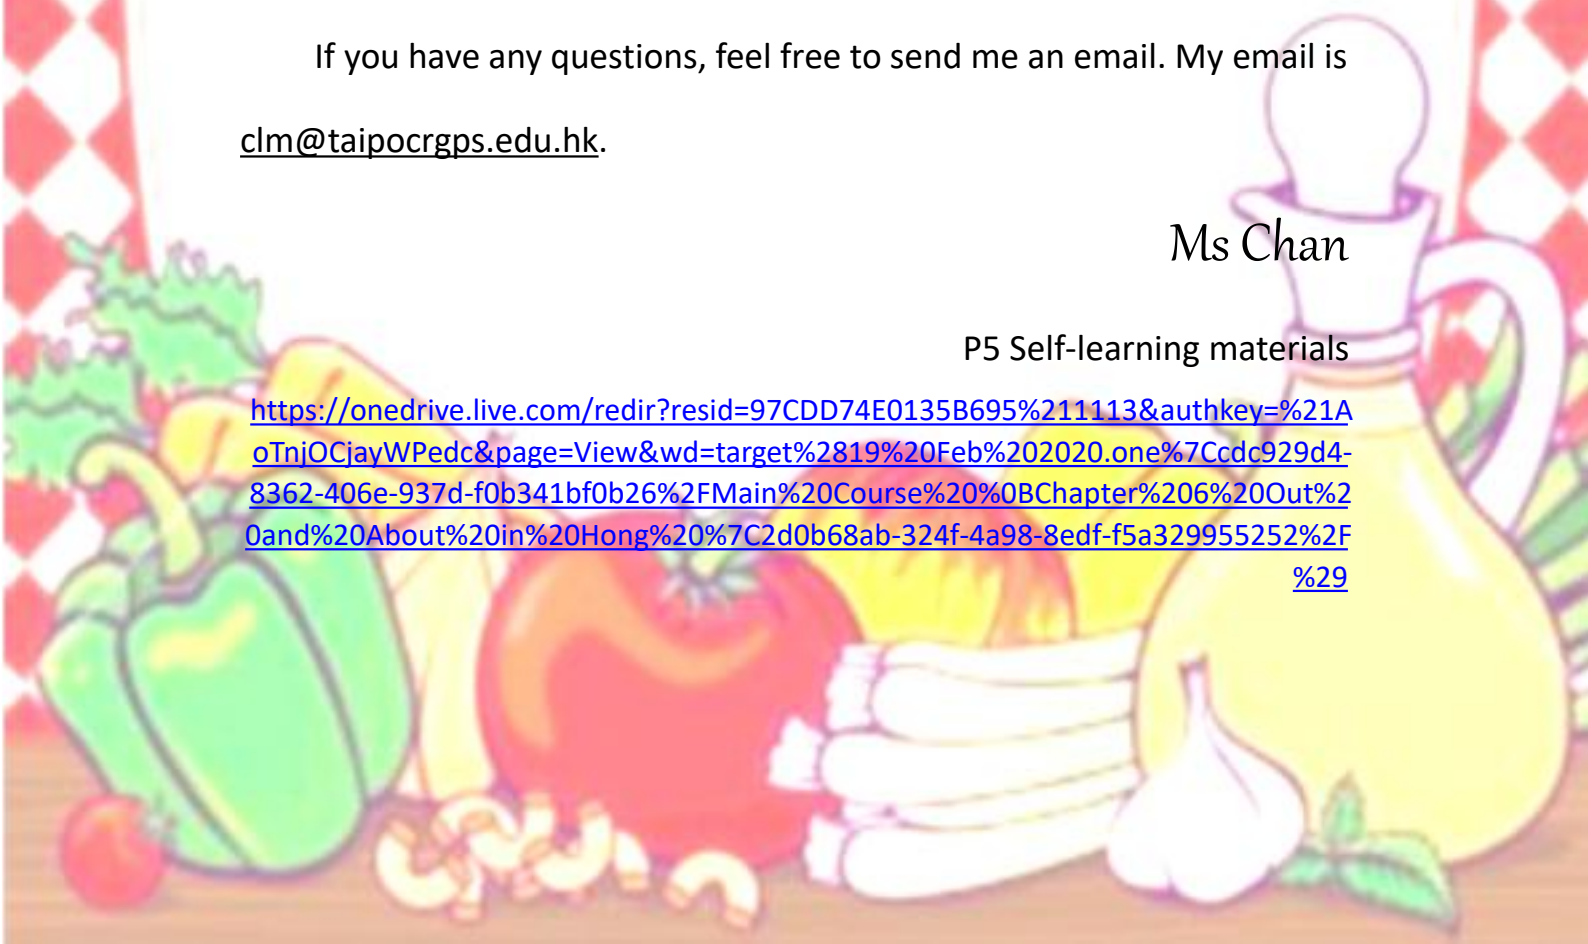 If you have any questions, feel free to send me an email. My email is
clm@taipocrgps.edu.hk.
Ms Chan
P5 Self-learning materials
https://onedrive.live.com/redir?resid=97CDD74E0135B695%211113&authkey=%21A
oTnjOCjayWPedc&page=View&wd=target%2819%20Feb%202020.one%7Ccdc929d4-
8362-406e-937d-f0b341bf0b26%2FMain%20Course%20%0BChapter%206%20Out%2
0and%20About%20in%20Hong%20%7C2d0b68ab-324f-4a98-8edf-f5a329955252%2F
%29